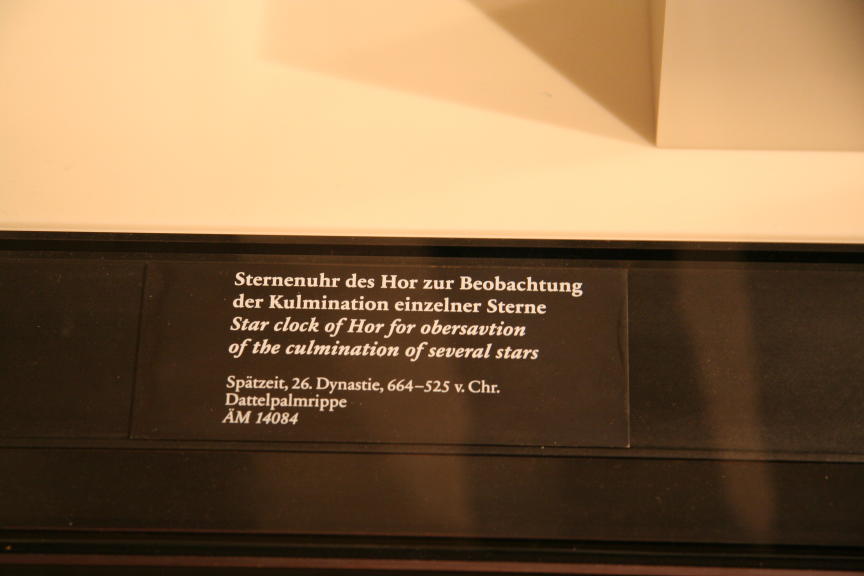 Sternenuhr des Hor zur Beobachtung
der Kulmination einzelner Sterne
Star clock of Hor for obersavtion
of the culmination of several stars
Spätzeit, 26. Dynastie, 664–525 v. Chr.
Dattelpalmrippe
ÄM 14084